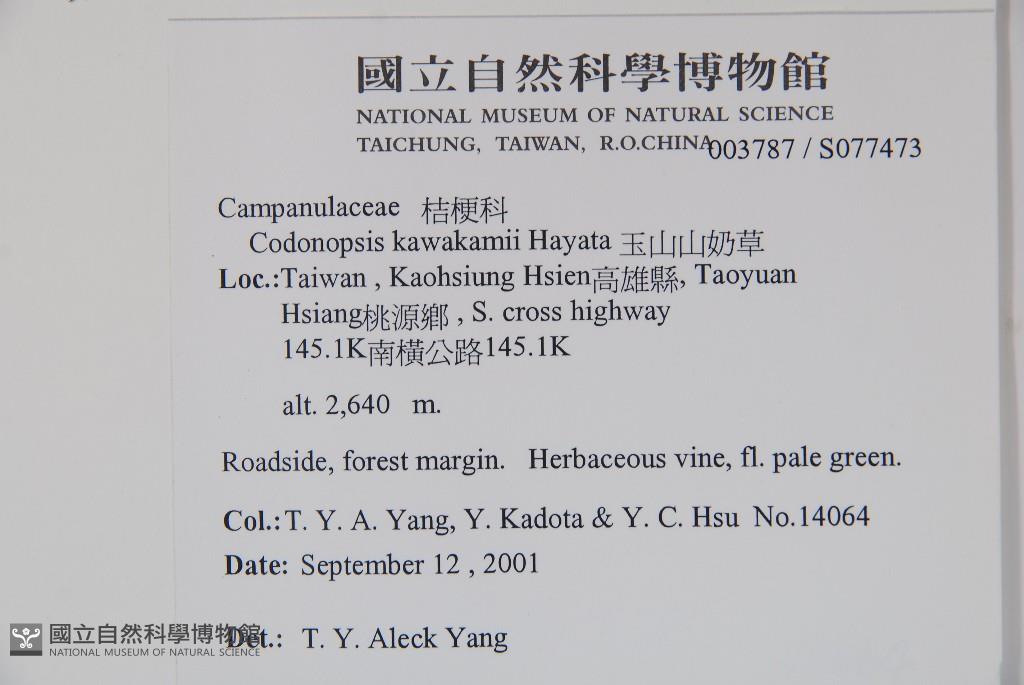 國立自然科學博物館
NATIONAL MUSEUM OF NATURAL SCIENCE
TAICHUNG, TAIWAN, R.O.CHINA
003787 / S077473
Campanulaceae 桔梗科
Codonopsis kawakamii Hayata 玉山山奶草
Loc.:Taiwan , Kaohsiung Hsien高雄縣, Taoyuan
Hsiang桃源鄉 , S. cross highway
145.1K南橫公路145.1K
alt. 2,640 m.
Roadside, forest margin. Herbaceous vine, fl. pale green.
Col.:T. Y. A. Yang, Y. Kadota & Y. C. Hsu No.14064
Date: September 12 , 2001
Det.: T. Y. Aleck Yang
國立自然科學博物館
NATIONAL MUSEUM OF NATURAL SCIENCE